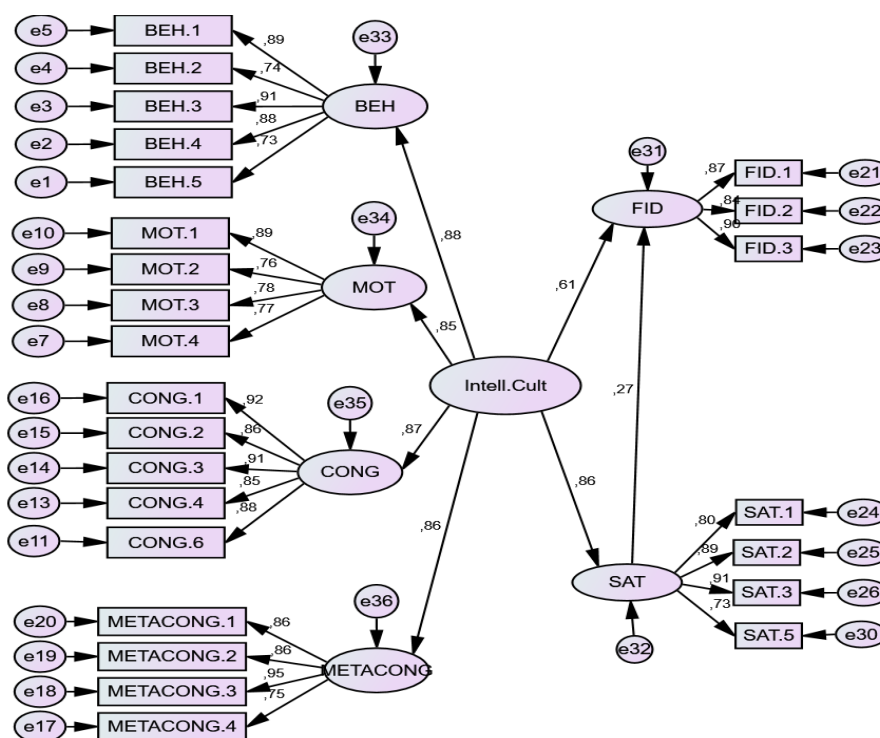 e5 BEH.1 ,89
e4 BEH.2 ,74
e3 BEH.3 ,91
e2 BEH.4 ,88
e1 BEH.5 ,73
e33
BEH
,88
e10 MOT.1 ,89
e9 MOT.2 ,76
e8 MOT.3 ,78
e7 MOT.4 ,77
e34
MOT
,85
e16 CONG.1 ,92
e15 CONG.2 ,86
e14 CONG.3 ,91
e13 CONG.4 ,85
e11 CONG.6 ,88
e35
CONG
,87
e20 METACONG.1 ,86
e19 METACONG.2 ,86
e18 METACONG.3 ,95
e17 METACONG.4 ,75
e36
METACONG
,86
Intell.Cult
,61
,27
,86
e31
FID
,87 FID.1 e21
,84 FID.2 e22
,90 FID.3 e23
SAT
e32
,80 SAT.1 e24
,89 SAT.2 e25
,91 SAT.3 e26
,73 SAT.5 e30